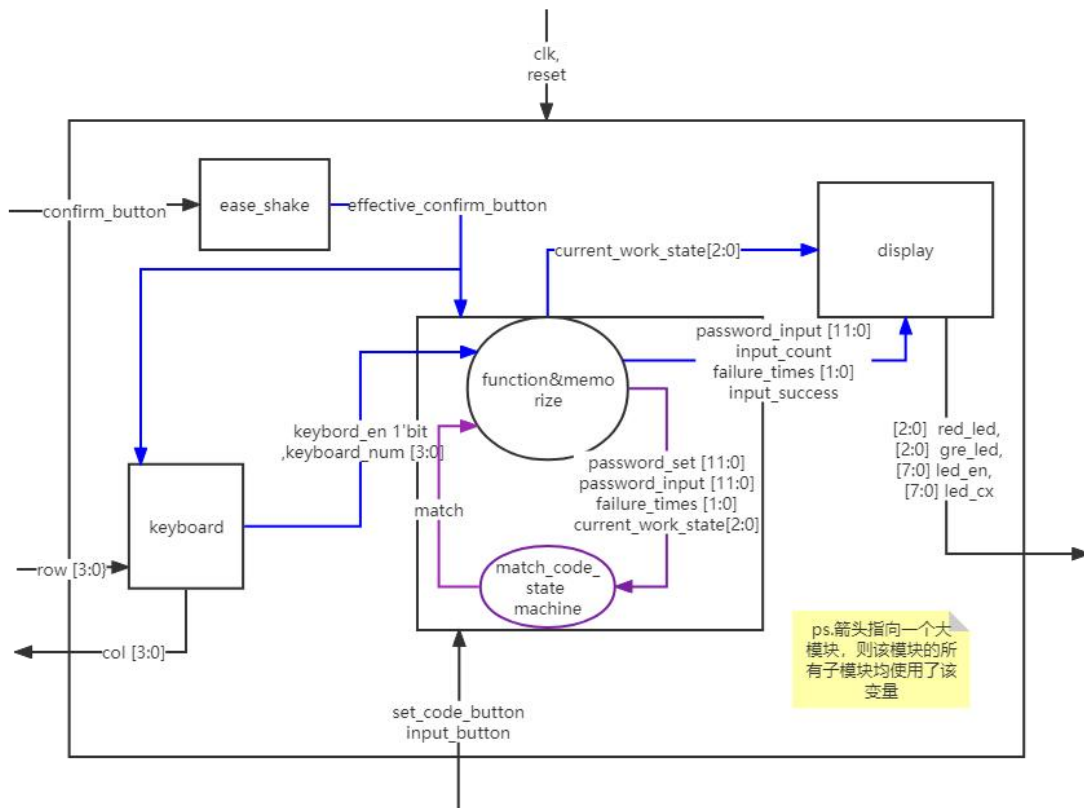 clk,
reset
confirm_button
ease_shake
effective_confirm_button
current_work_state[2:0]
display
password_input [11:0]
input_count
failure_times [1:0]
input_success
function&memo
rize
keybord_en 1'bit
,keyboard_num [3:0]
password_set [11:0]
password_input [11:0]
failure_times [1:0]
current_work_state[2:0]
match
[2:0] red_led,
[2:0] gre_led,
[7:0] led_en,
[7:0] led_cx
keyboard
row [3:0}
match_code_
state
machine
col [3:0]
ps.箭头指向一个大
模块，则该模块的所
有子模块均使用了该
变量
set_code_button
input_button